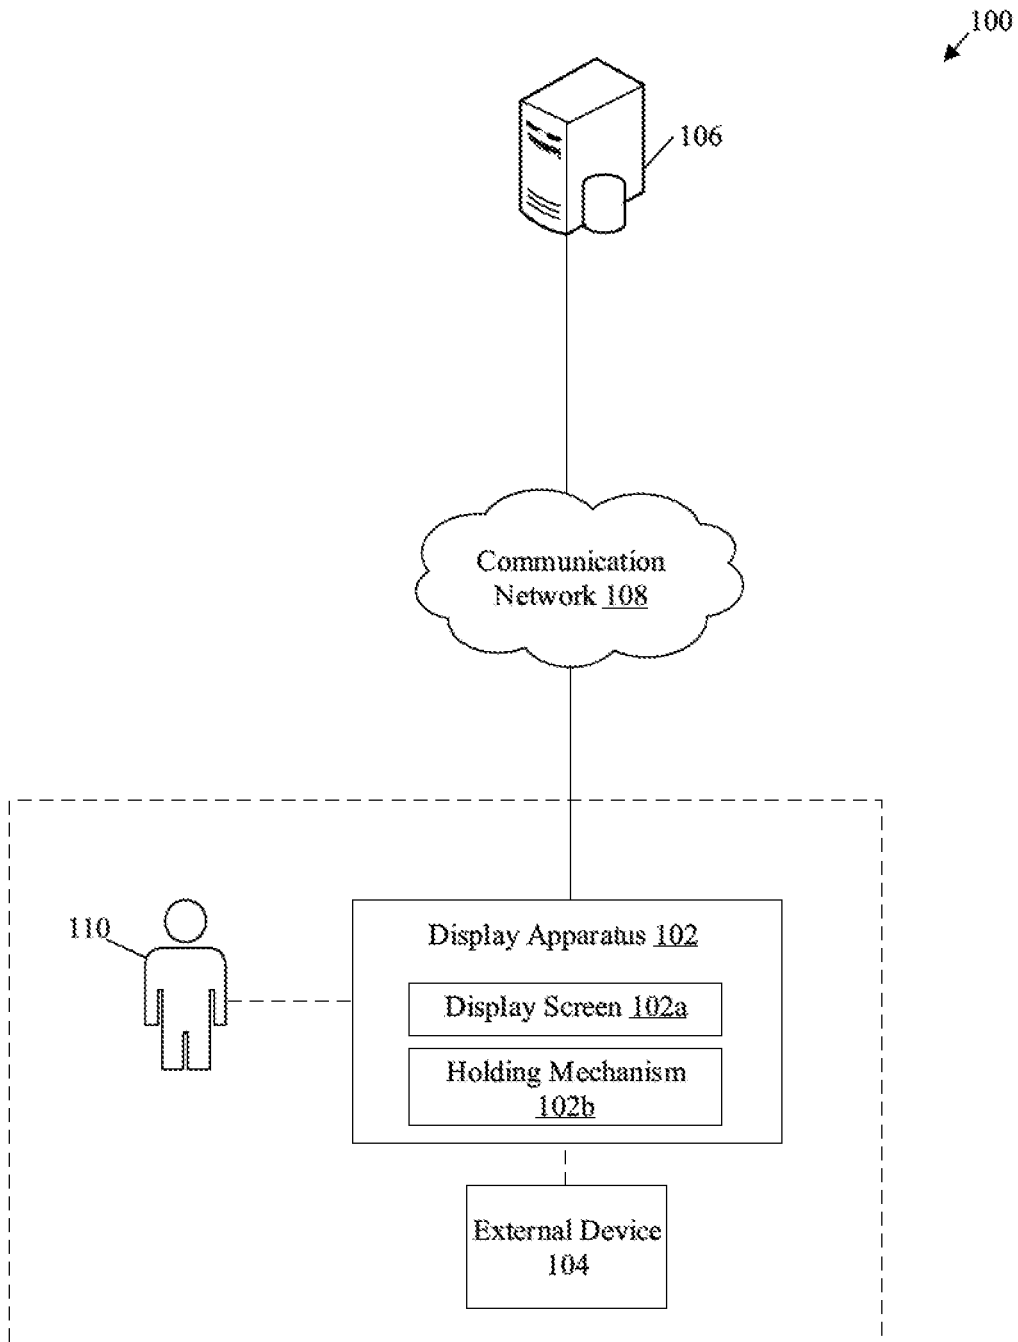 100
106
Communication
Network 108
110
Display Apparatus 102
Display Screen 102a
Holding Mechanism
102b
External Device
104